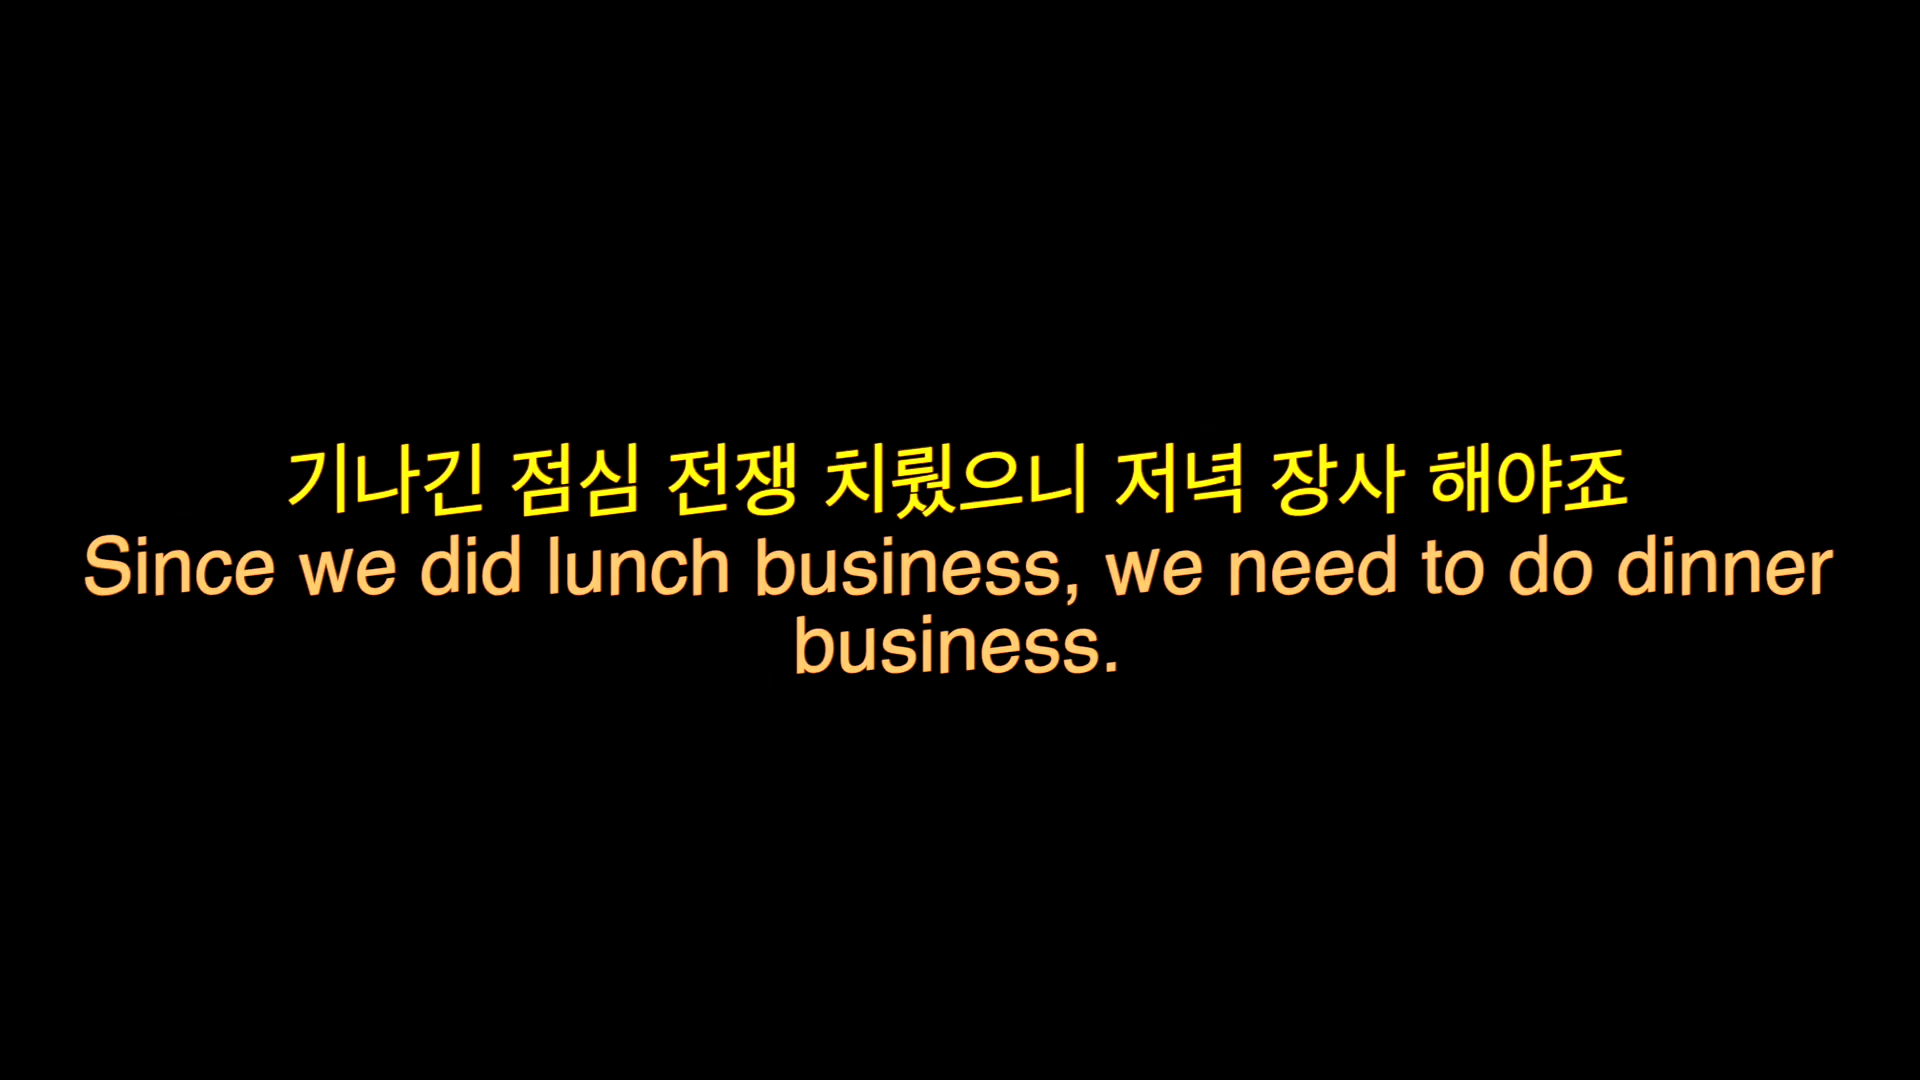 기나긴 점심 전쟁 치뤘으니 저녁 장사 해야죠
Since we did lunch business, we need to do dinner
business.